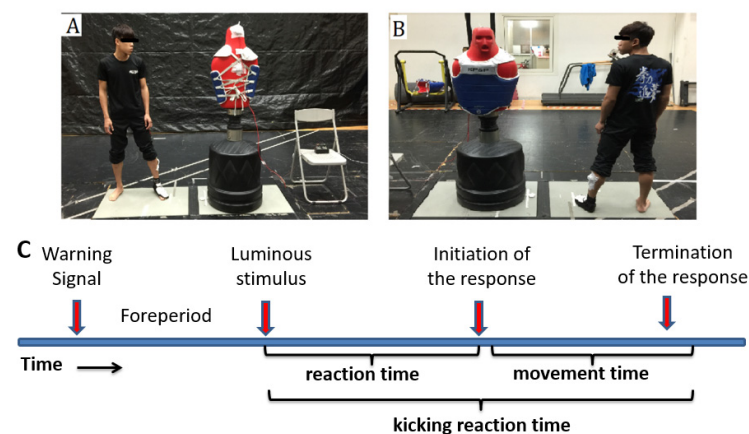 A
B
C
Warning
Signal
Luminous
stimulus
Initiation of
the response
Termination
of the response
Foreperiod
Time
reaction time
movement time
kicking reaction time